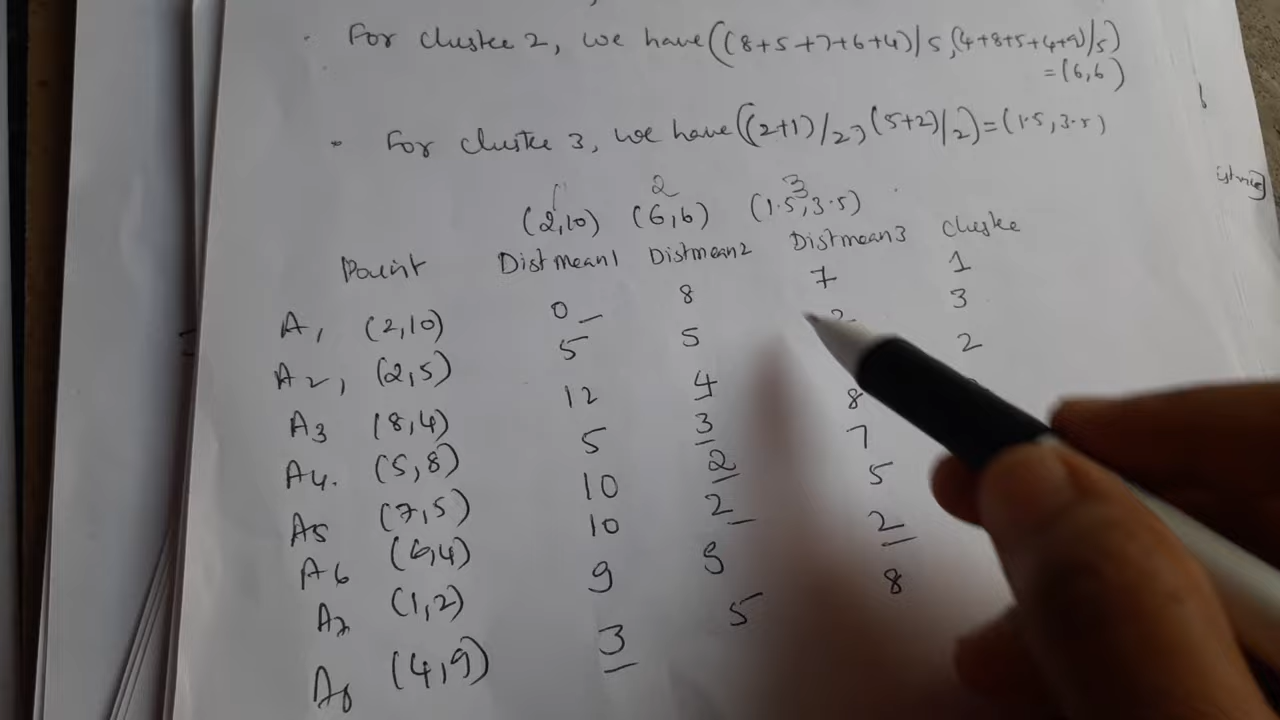 For cluster 2, we have ((8+5+7+6+4)/5, (4+8+5+4+9)/5)
= (6,6)
For cluster 3, we have ((2+1)/2, (5+2)/2) = (1.5, 3.5)
1 2 3
(2,10) (6,6) (1.5, 3.5)
Point Dist mean1 Distmean2 Distmean3 Cluster
A1 (2,10) 0 8 7 1
A2, (2,5) 5 5 2 3
A3 (8,4) 12 4 2
A4. (5,8) 5 3 8
A5 (7,5) 10 2 7
A6 (6,4) 10 2 5
A7 (1,2) 9 9 2
A8 (4,9) 3 5 8